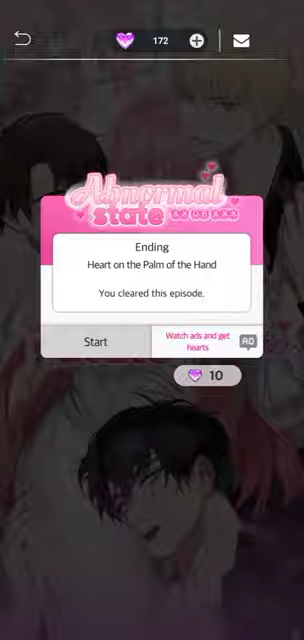 172
Abnormal
State
Ending
Heart on the Palm of the Hand
You cleared this episode.
Start
Watch ads and get
hearts
AD
10